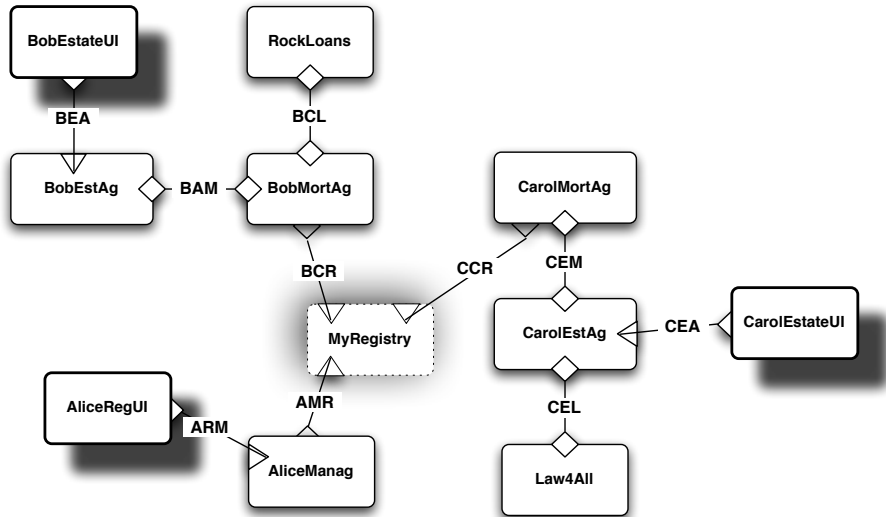 BobEstateUI
RockLoans
BEA
BCL
BobEstAg
BAM
BobMortAg
CarolMortAg
BCR
CCR
CEM
MyRegistry
CarolEstAg
CEA
CarolEstateUI
AliceRegUI
ARM
AMR
CEL
AliceManag
Law4All